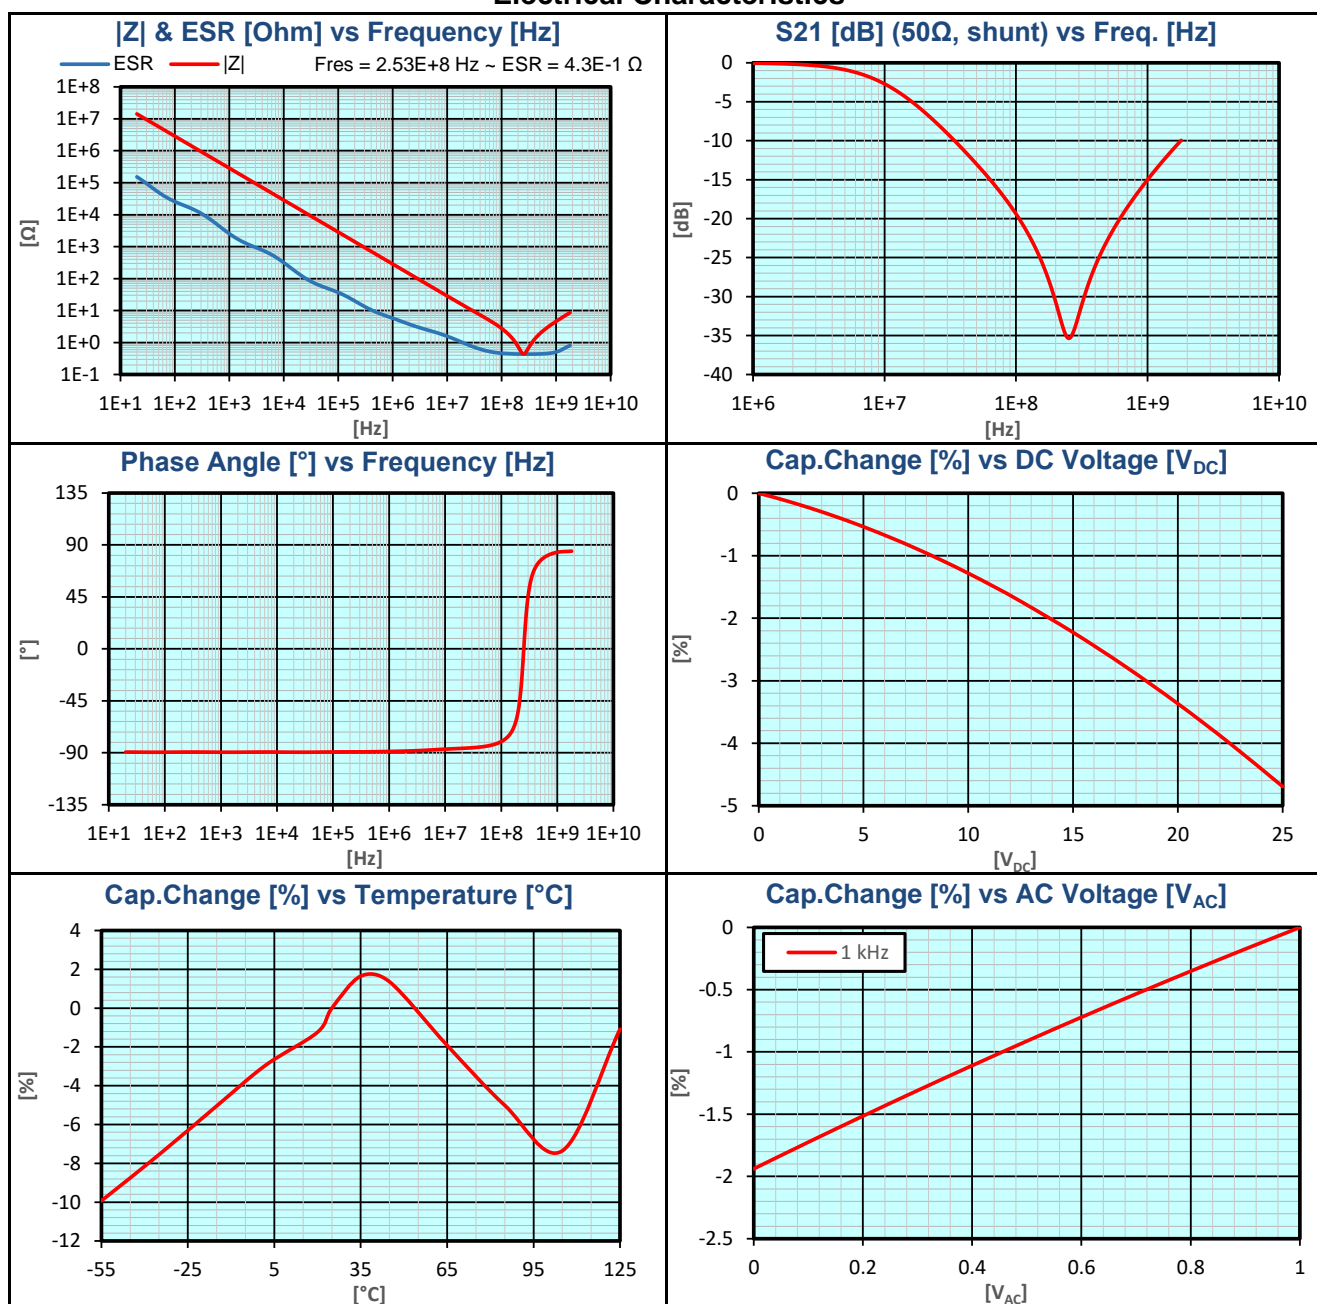 Electrical Characteristics
|Z| & ESR [Ohm] vs Frequency [Hz]
ESR |Z| Fres = 2.53E+8 Hz ~ ESR = 4.3E-1 Ω
1E+8
1E+7
1E+6
1E+5
1E+4
1E+3
1E+2
1E+1
1E+0
1E-1
[Ω]
1E+1 1E+2 1E+3 1E+4 1E+5 1E+6 1E+7 1E+8 1E+9 1E+10
[Hz]
S21 [dB] (50Ω, shunt) vs Freq. [Hz]
0
-5
-10
-15
-20
-25
-30
-35
-40
[dB]
1E+6 1E+7 1E+8 1E+9 1E+10
[Hz]
Phase Angle [°] vs Frequency [Hz]
135
90
45
0
-45
-90
-135
[°]
1E+1 1E+2 1E+3 1E+4 1E+5 1E+6 1E+7 1E+8 1E+9 1E+10
[Hz]
Cap.Change [%] vs DC Voltage [VDC]
0
-1
-2
-3
-4
-5
[%]
0 5 10 15 20 25
[VDC]
Cap.Change [%] vs Temperature [°C]
4
2
0
-2
-4
-6
-8
-10
-12
[%]
-55 -25 5 35 65 95 125
[°C]
Cap.Change [%] vs AC Voltage [VAC]
1 kHz
0
-0.5
-1
-1.5
-2
-2.5
[%]
0 0.2 0.4 0.6 0.8 1
[VAC]